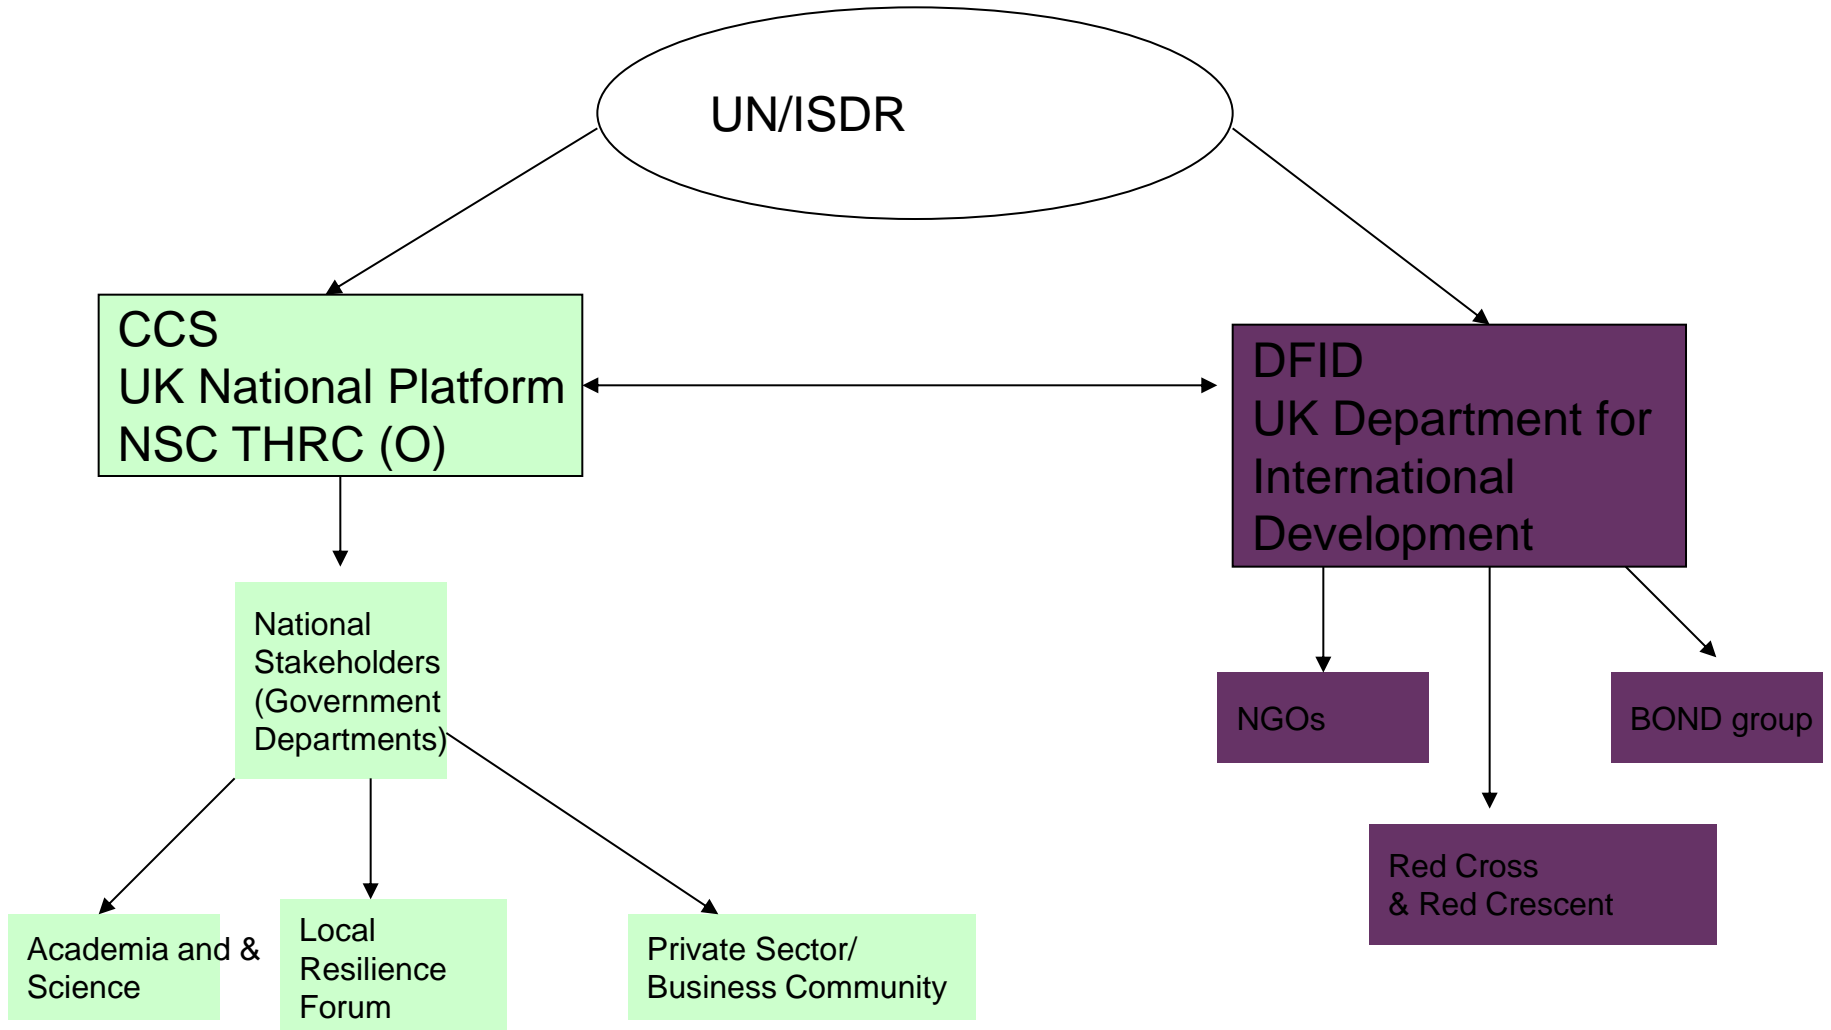 UN/ISDR
CCS
UK National Platform
NSC THRC (O)
DFID
UK Department for
International
Development
National
Stakeholders
(Government
Departments)
NGOs
BOND group
Red Cross
& Red Crescent
Academia and &
Science
Local
Resilience
Forum
Private Sector/
Business Community